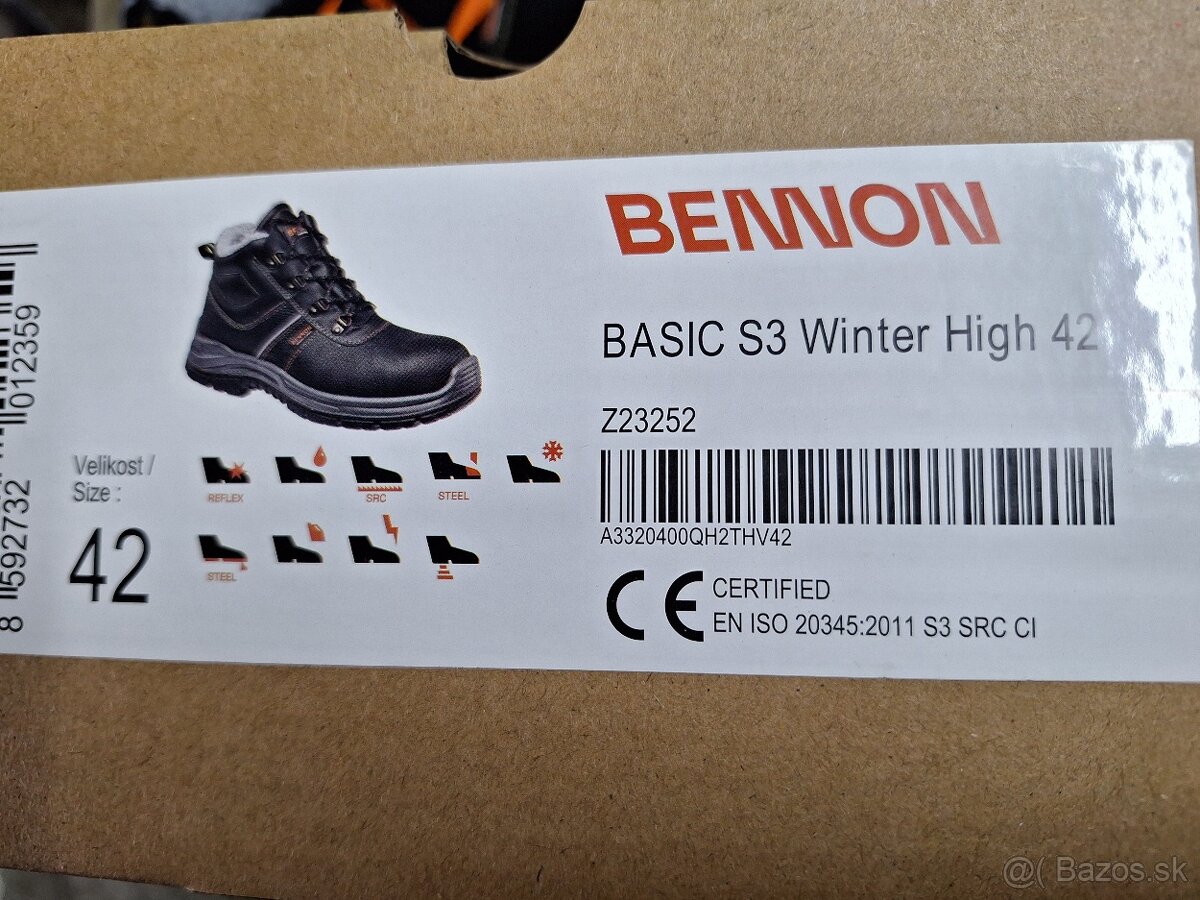 BENNON
BASIC S3 Winter High 42
Z23252
A3320400QH2THV42
CERTIFIED
EN ISO 20345:2011 S3 SRC CI
Velikost /
Size :
42
REFLEX
SRC
STEEL
STEEL
8 592732 012359
@( Bazos.sk